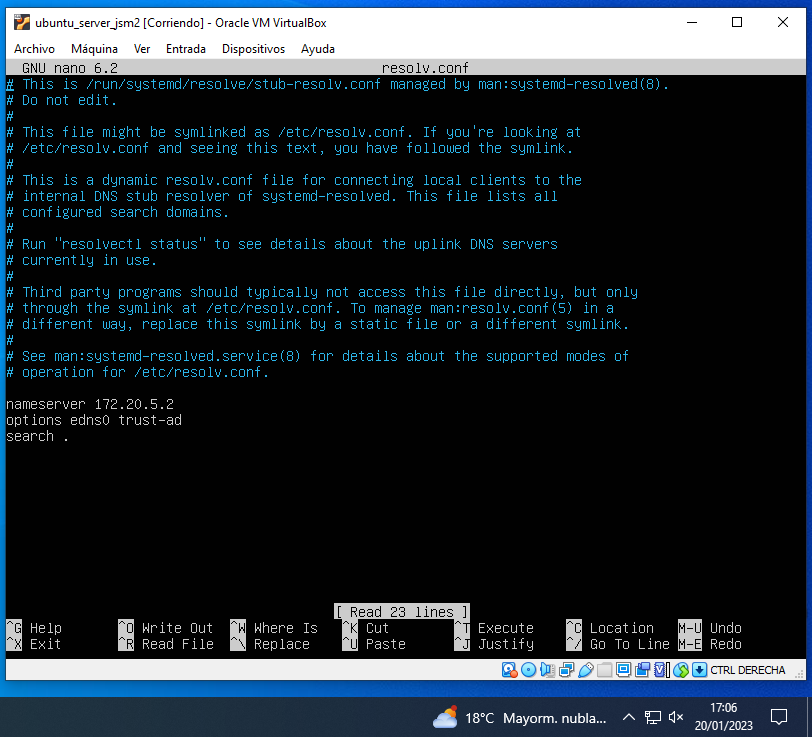 ubuntu_server_jsm2 [Corriendo] - Oracle VM VirtualBox
Archivo Máquina Ver Entrada Dispositivos Ayuda
GNU nano 6.2 resolv.conf
# This is /run/systemd/resolve/stub-resolv.conf managed by man:systemd-resolved(8).
# Do not edit.
#
# This file might be symlinked as /etc/resolv.conf. If you're looking at
# /etc/resolv.conf and seeing this text, you have followed the symlink.
#
# This is a dynamic resolv.conf file for connecting local clients to the
# internal DNS stub resolver of systemd-resolved. This file lists all
# configured search domains.
#
# Run "resolvectl status" to see details about the uplink DNS servers
# currently in use.
#
# Third party programs should typically not access this file directly, but only
# through the symlink at /etc/resolv.conf. To manage man:resolv.conf(5) in a
# different way, replace this symlink by a static file or a different symlink.
#
# See man:systemd-resolved.service(8) for details about the supported modes of
# operation for /etc/resolv.conf.
nameserver 172.20.5.2
options edns0 trust-ad
search .
[ Read 23 lines ]
^G Help ^O Write Out ^W Where Is ^K Cut ^T Execute ^C Location M-U Undo
^X Exit ^R Read File ^\ Replace ^U Paste ^J Justify ^/ Go To Line M-E Redo
CTRL DERECHA
18°C Mayorm. nubla... 17:06
20/01/2023